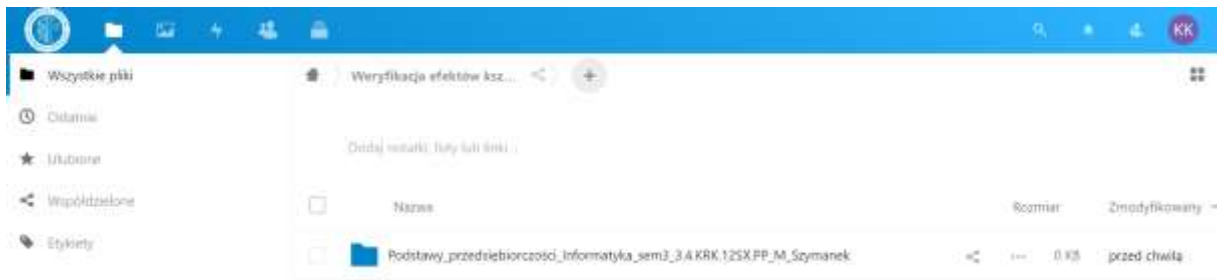 KK
Wszystkie pliki
Weryfikacja efektów ksz...
Ostatnie
Dodaj notatki, listy lub linki ...
Ulubione
Współdzielone
Nazwa Rozmiar Zmodyfikowany
Etykiety
Podstawy_przedsiębiorczości_Informatyka_sem3_3.4.KRK.12SX.PP_M_Szymanek 0 KB przed chwilą